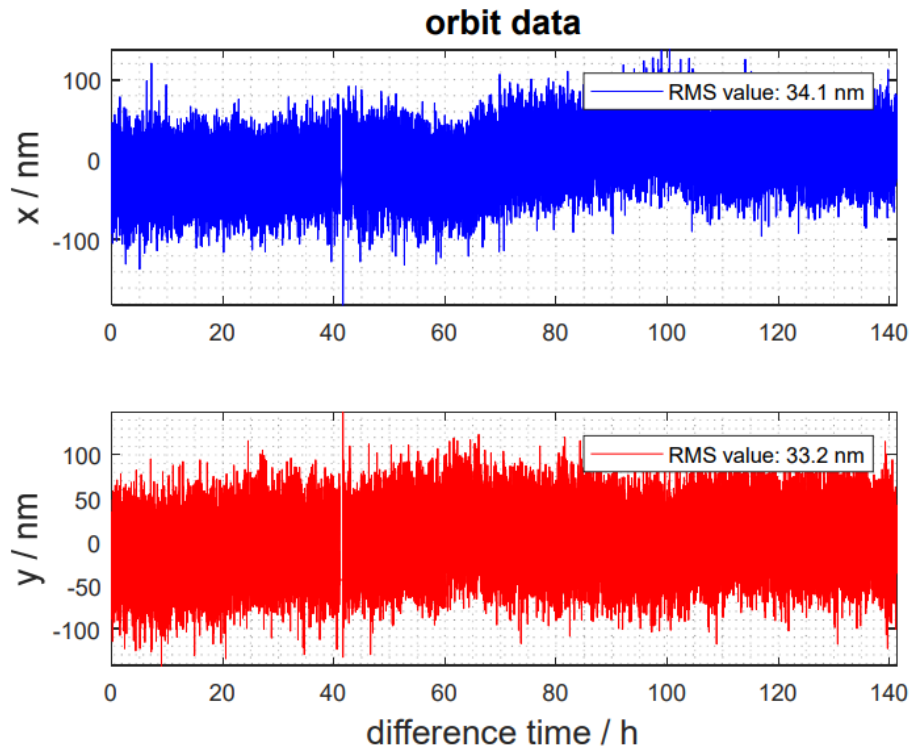 orbit data
RMS value: 34.1 nm
100
0
-100
x / nm
0 20 40 60 80 100 120 140
RMS value: 33.2 nm
100
50
0
-50
-100
y / nm
0 20 40 60 80 100 120 140
difference time / h